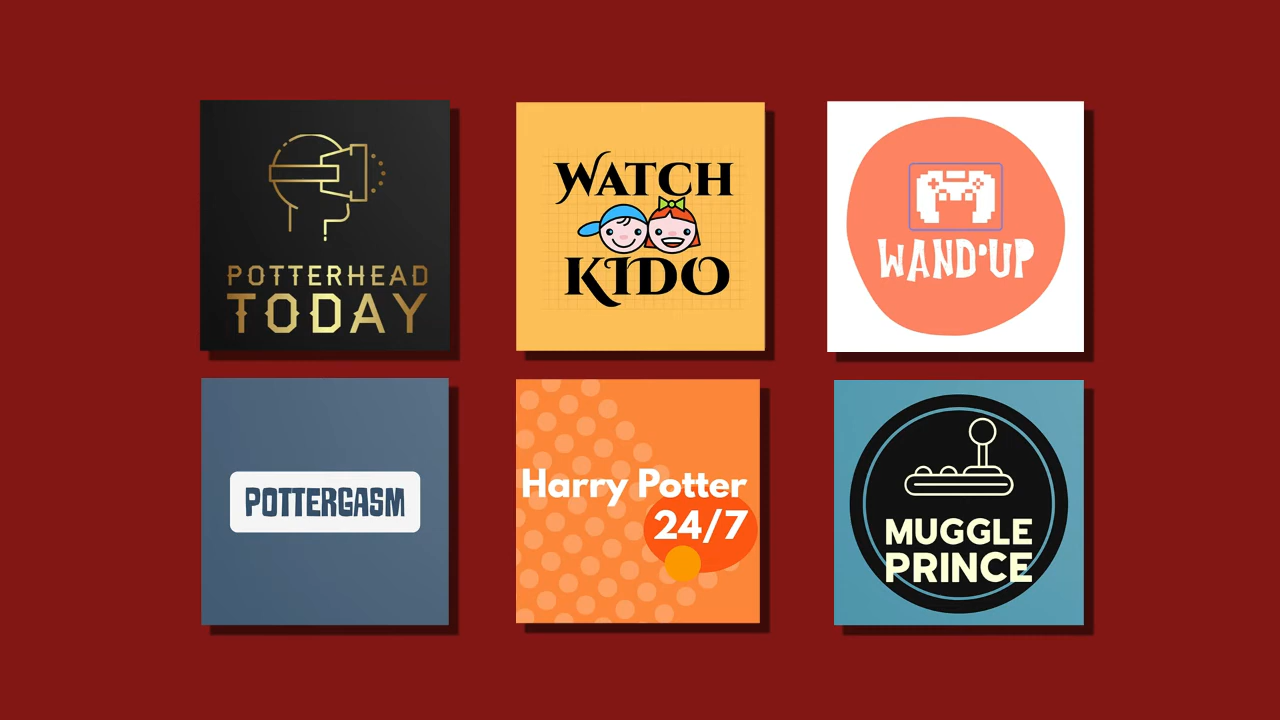 POTTERHEAD
TODAY
WATCH
KIDO
WAND'UP
POTTERGASM
Harry Potter
24/7
MUGGLE
PRINCE